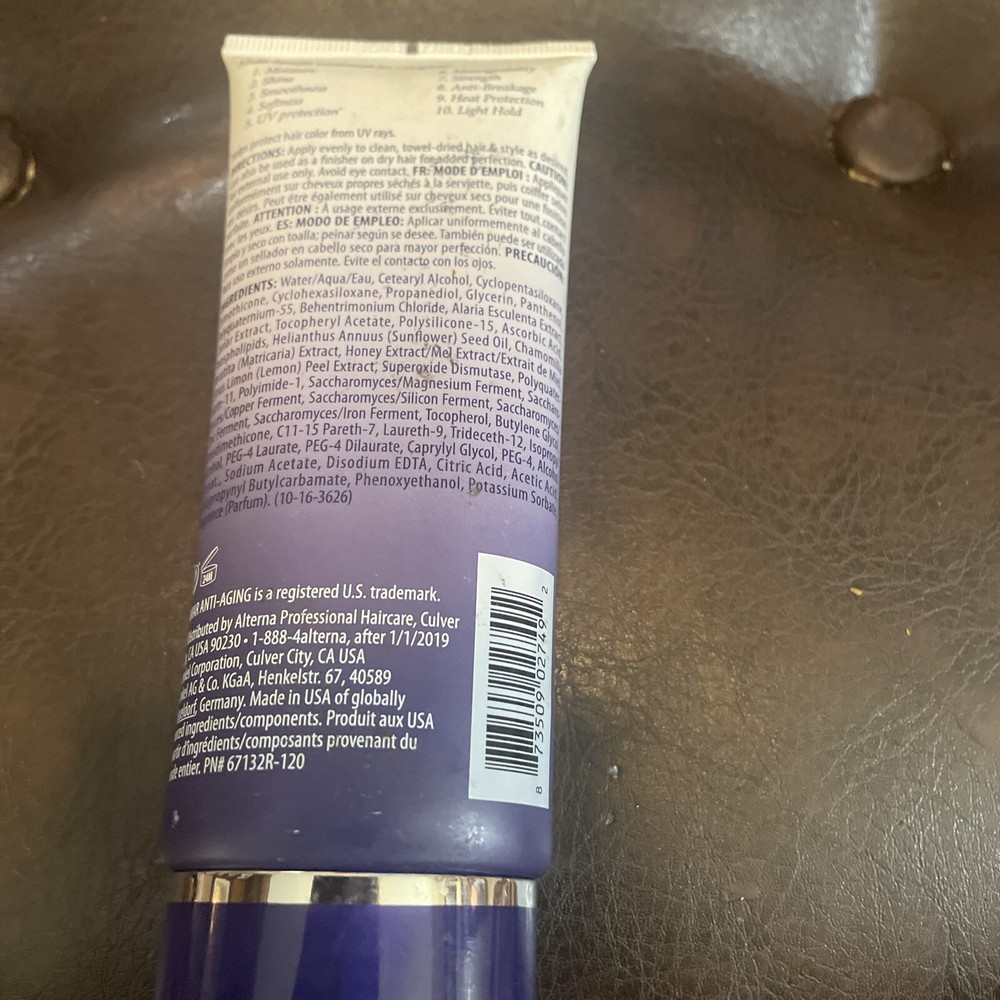 1. Moisture
2. Shine
3. Smoothness
4. Softness
5. UV protection*
7. Strength
8. Anti-Breakage
9. Heat Protection
10. Light Hold
protect hair color from UV rays.
Apply evenly to clean, towel-dried hair & style as
also be used as a finisher on dry hair for added perfection. CAUTION
external use only. Avoid eye contact. FR: MODE D'EMPLOI :
sur cheveux propres séchés à la serviette, puis coiffer
Peut être également utilisé sur cheveux secs pour une
ATTENTION : À usage externe exclusivement. Éviter tout
les yeux. ES: MODO DE EMPLEO: Aplicar uniformemente al
y seco con toalla; peinar según se desee. También puede ser
un sellador en cabello seco para mayor perfección. PRECAUCIÓN
uso externo solamente. Evite el contacto con los ojos.
Water/Aqua/Eau, Cetearyl Alcohol,
Cyclohexasiloxane, Propanediol, Glycerin,
Behentrimonium Chloride, Alaria Esculenta
Extract, Tocopheryl Acetate, Polysilicone-15, Ascorbic
Helianthus Annuus (Sunflower) Seed Oil,
(Matricaria) Extract, Honey Extract/Mel Extract/Extrait de
Limon (Lemon) Peel Extract, Superoxide Dismutase,
-11, Polyimide-1, Saccharomyces/Magnesium Ferment,
/Copper Ferment, Saccharomyces/Silicon Ferment, Saccharomyces
Ferment, Saccharomyces/Iron Ferment, Tocopherol, Butylene
C11-15 Pareth-7, Laureth-9, Trideceth-12,
PEG-4 Laurate, PEG-4 Dilaurate, Caprylyl Glycol, PEG-4,
Sodium Acetate, Disodium EDTA, Citric Acid, Acetic Acid
Butylcarbamate, Phenoxyethanol, Potassium
(Parfum). (10-16-3626)
24M
ANTI-AGING is a registered U.S. trademark.
by Alterna Professional Haircare, Culver
CA USA 90230 • 1-888-4alterna, after 1/1/2019
Corporation, Culver City, CA USA
AG & Co. KGaA, Henkelstr. 67, 40589
Germany. Made in USA of globally
ingredients/components. Produit aux USA
d'ingrédients/composants provenant du
entier. PN# 67132R-120
8 73509 02749 2